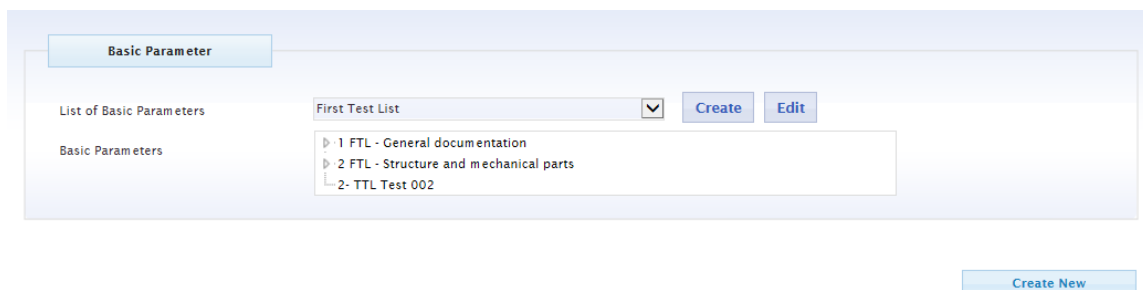 Basic Parameter
List of Basic Parameters First Test List Create Edit
Basic Parameters
1 FTL - General documentation
2 FTL - Structure and mechanical parts
2- TTL Test 002
Create New